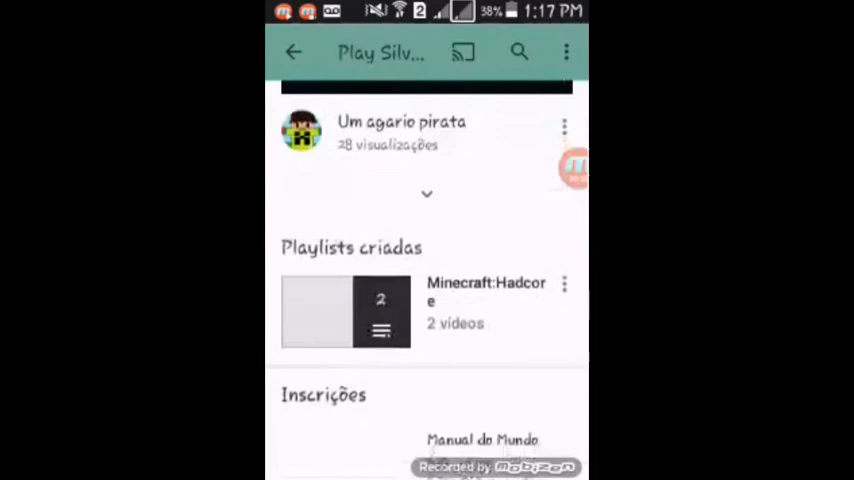 2 38% 1:17 PM
Play Silv...
Um agario pirata
28 visualizações
Playlists criadas
2
Minecraft:Hadcor
e
2 vídeos
Inscrições
Manual do Mundo
Recorded by mobizen